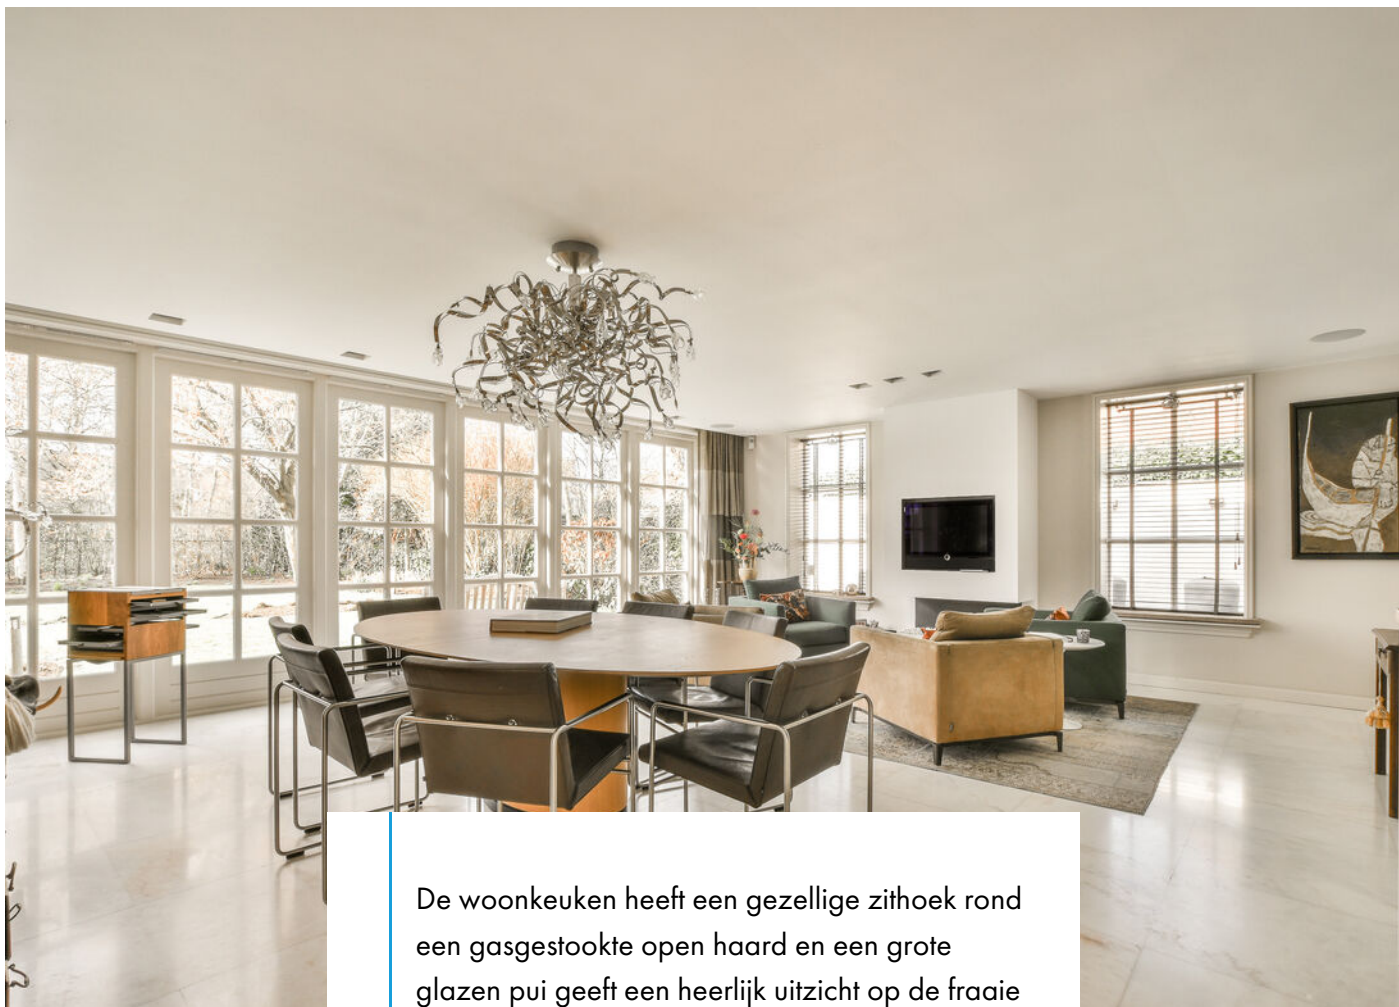 De woonkeuken heeft een gezellige zithoek rond
een gasgestookte open haard en een grote
glazen pui geeft een heerlijk uitzicht op de fraaie